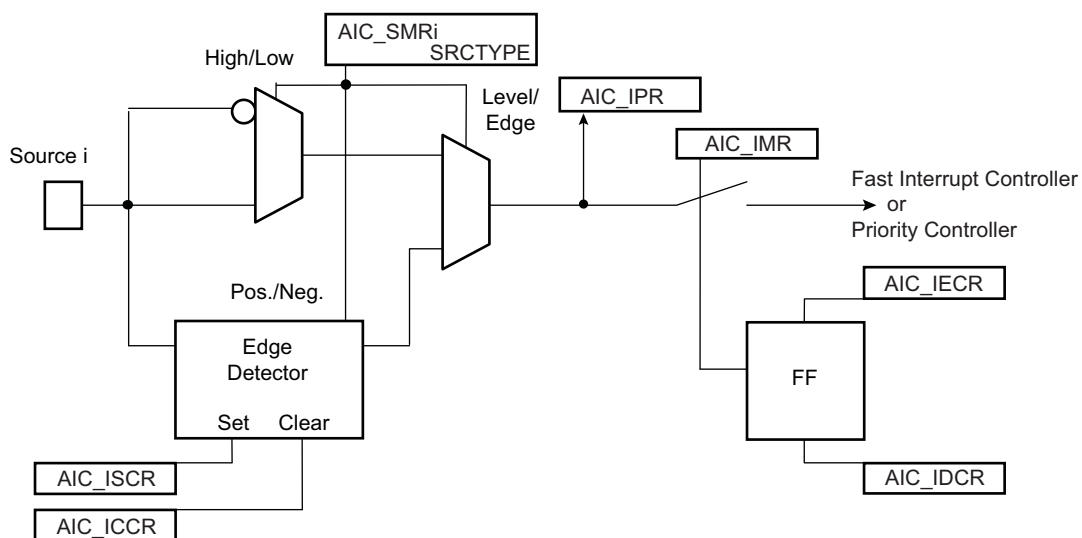 AIC_SMRi
SRCTYPE
High/Low
Level/
Edge
AIC_IPR
AIC_IMR
Source i
Fast Interrupt Controller
or
Priority Controller
Pos./Neg.
AIC_IECR
Edge
Detector
FF
Set Clear
AIC_ISCR
AIC_IDCR
AIC_ICCR